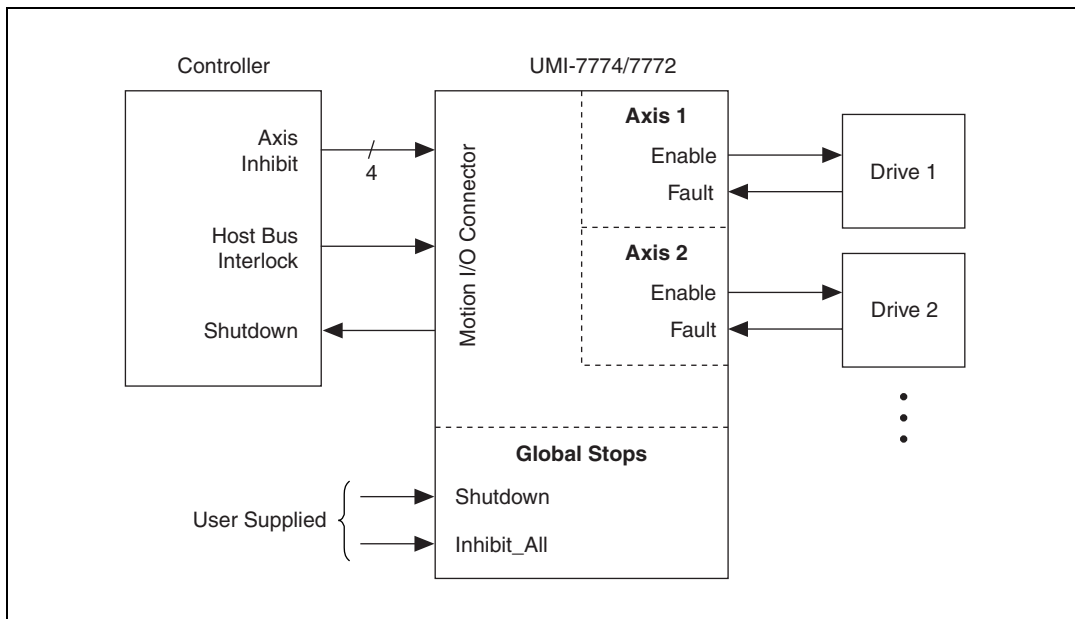 Controller
UMI-7774/7772
Axis
Inhibit
4
Host Bus
Interlock
Shutdown
Motion I/O Connector
Axis 1
Enable
Fault
Drive 1
Axis 2
Enable
Fault
Drive 2
Global Stops
User Supplied
Shutdown
Inhibit_All